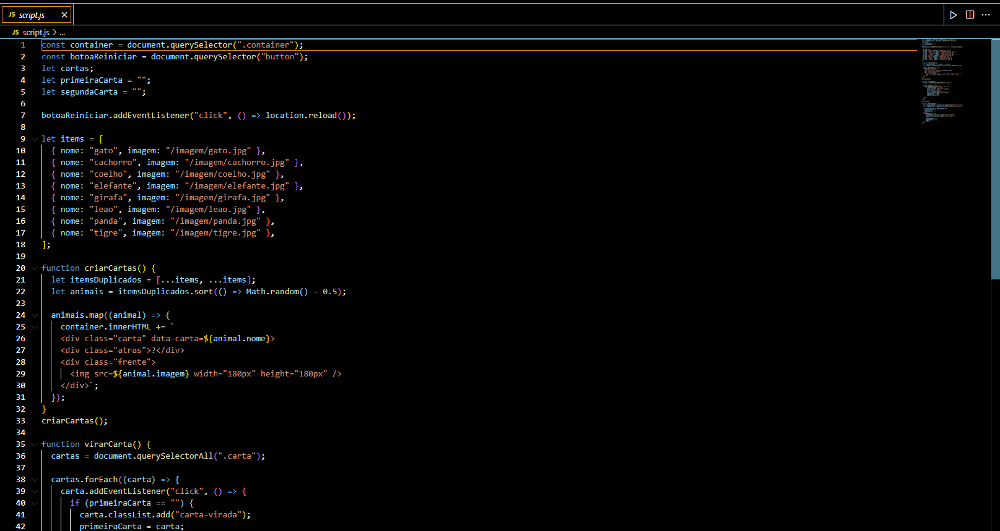 JS script.js ×
JS script.js > ...
1 const container = document.querySelector(".container");
2 const botoaReiniciar = document.querySelector("button");
3 let cartas;
4 let primeiraCarta = "";
5 let segundaCarta = "";
6
7 botoaReiniciar.addEventListener("click", () => location.reload());
8
9 let items = [
10   { nome: "gato", imagem: "/imagem/gato.jpg" },
11   { nome: "cachorro", imagem: "/imagem/cachorro.jpg" },
12   { nome: "coelho", imagem: "/imagem/coelho.jpg" },
13   { nome: "elefante", imagem: "/imagem/elefante.jpg" },
14   { nome: "girafa", imagem: "/imagem/girafa.jpg" },
15   { nome: "leao", imagem: "/imagem/leao.jpg" },
16   { nome: "panda", imagem: "/imagem/panda.jpg" },
17   { nome: "tigre", imagem: "/imagem/tigre.jpg" },
18 ];
19
20 function criarCartas() {
21   let itemsDuplicados = [...items, ...items];
22   let animais = itemsDuplicados.sort(() => Math.random() - 0.5);
23
24   animais.map((animal) => {
25     container.innerHTML += `
26     <div class="carta" data-carta=${animal.nome}>
27     <div class="atras">?</div>
28     <div class="frente">
29       <img src=${animal.imagem} width="180px" height="180px" />
30     </div>`;
31   });
32 }
33 criarCartas();
34
35 function virarCarta() {
36   cartas = document.querySelectorAll(".carta");
37
38   cartas.forEach((carta) => {
39     carta.addEventListener("click", () => {
40       if (primeiraCarta == "") {
41         carta.classList.add("carta-virada");
42         primeiraCarta = carta;